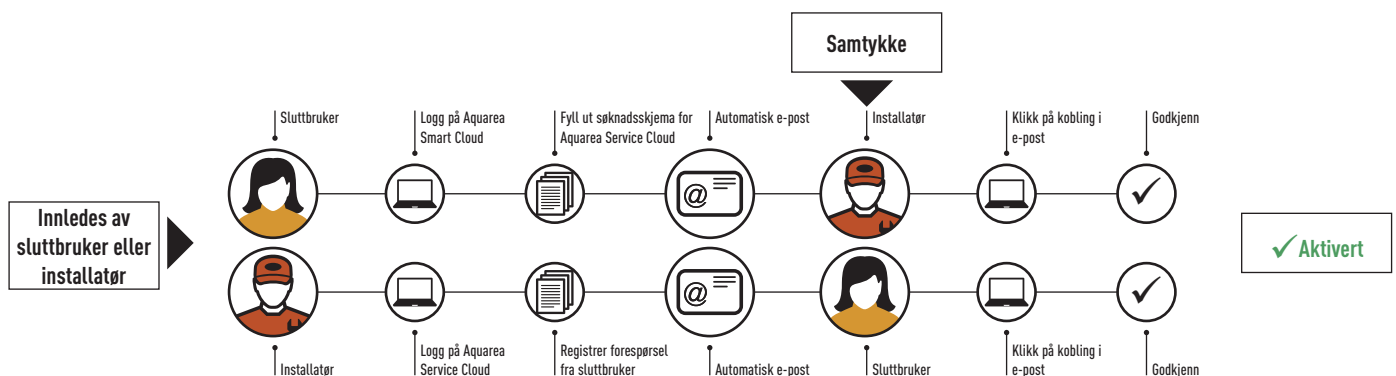 Samtykke
Sluttbruker
Logg på Aquarea
Smart Cloud
Fyll ut søknadsskjema for
Aquarea Service Cloud
Automatisk e-post
Installatør
Klikk på kobling i
e-post
Godkjenn
Innledes av
sluttbruker eller
installatør
@
@
Aktivert
Installatør
Logg på Aquarea
Service Cloud
Registrer forespørsel
fra sluttbruker
Automatisk e-post
Sluttbruker
Klikk på kobling i
e-post
Godkjenn